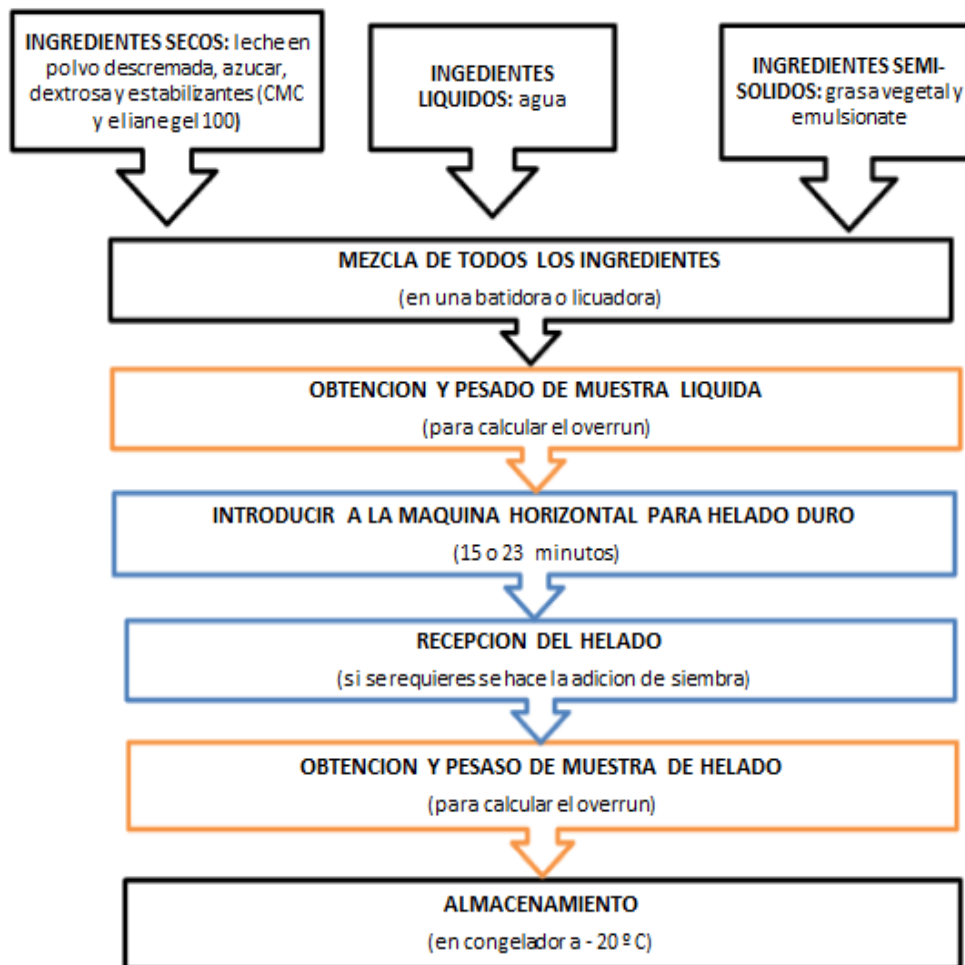 INGREDIENTES SECOS: leche en
polvo descremada, azucar,
dextrosa y estabilizantes (CMC
y eliane gel 100)
INGEDIENTES
LIQUIDOS: agua
INGREDIENTES SEMI-
SOLIDOS: grasa vegetal y
emulsionate
MEZCLA DE TODOS LOS INGREDIENTES
(en una batidora o licuadora)
OBTENCION Y PESADO DE MUESTRA LIQUIDA
(para calcular el overrun)
INTRODUCIR A LA MAQUINA HORIZONTAL PARA HELADO DURO
(15 o 23 minutos)
RECEPCION DEL HELADO
(si se requieres se hace la adicion de siembra)
OBTENCION Y PESASO DE MUESTRA DE HELADO
(para calcular el overrun)
ALMACENAMIENTO
(en congelador a - 20 º C)